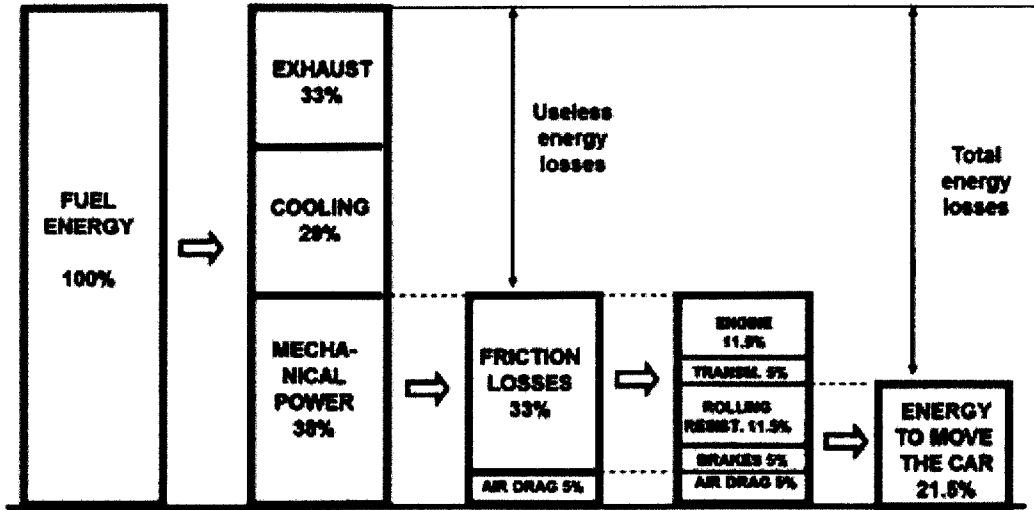 FUEL
ENERGY
100%
EXHAUST
33%
COOLING
29%
MECHA-
NICAL
POWER
38%
Useless
energy
losses
FRICTION
LOSSES
33%
AIR DRAG 5%
ENGINE
11.5%
TRANSM. 5%
ROLLING
RESIST. 11.5%
BRAKES 5%
AIR DRAG 5%
Total
energy
losses
ENERGY
TO MOVE
THE CAR
21.5%